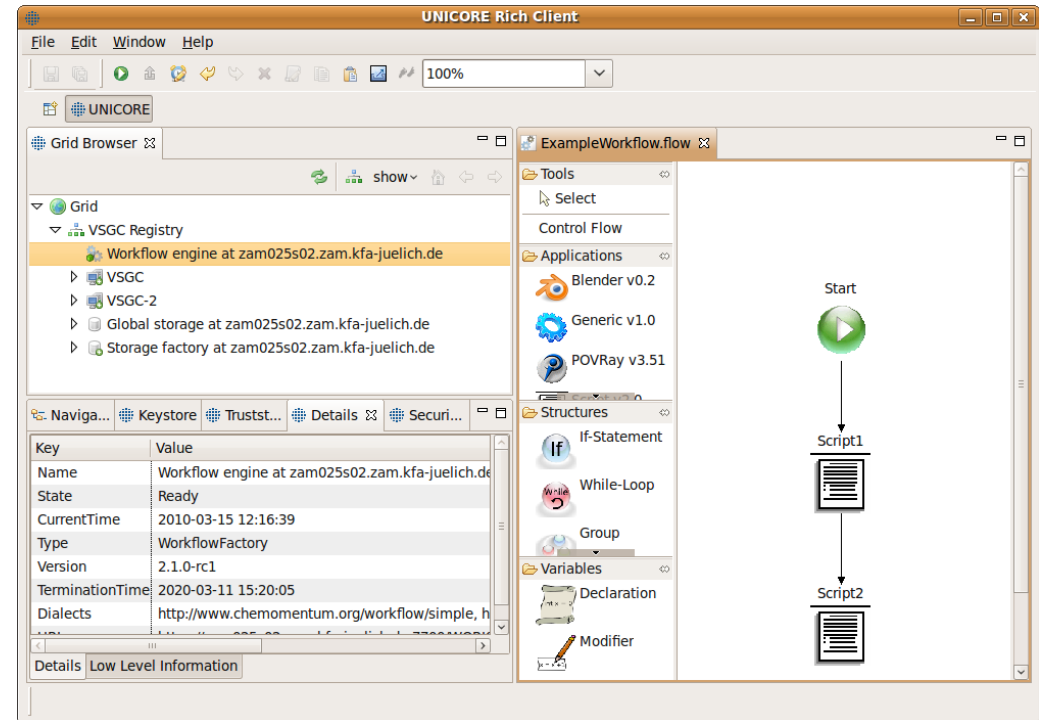 UNICORE Rich Client
File Edit Window Help
100%
UNICORE
Grid Browser
show
Grid
VSGC Registry
Workflow engine at zam025s02.zam.kfa-juelich.de
VSGC
VSGC-2
Global storage at zam025s02.zam.kfa-juelich.de
Storage factory at zam025s02.zam.kfa-juelich.de
Naviga... Keystore Trustst... Details Securi...
Key Value
Name Workflow engine at zam025s02.zam.kfa-juelich.de
State Ready
CurrentTime 2010-03-15 12:16:39
Type WorkflowFactory
Version 2.1.0-rc1
TerminationTime 2020-03-11 15:20:05
Dialects http://www.chemomentum.org/workflow/simple, h
Details Low Level Information
ExampleWorkflow.flow
Tools
Select
Control Flow
Applications
Blender v0.2
Generic v1.0
POVRay v3.51
Structures
If
If-Statement
While
While-Loop
Group
Variables
Declaration
Modifier
Start
Script1
Script2